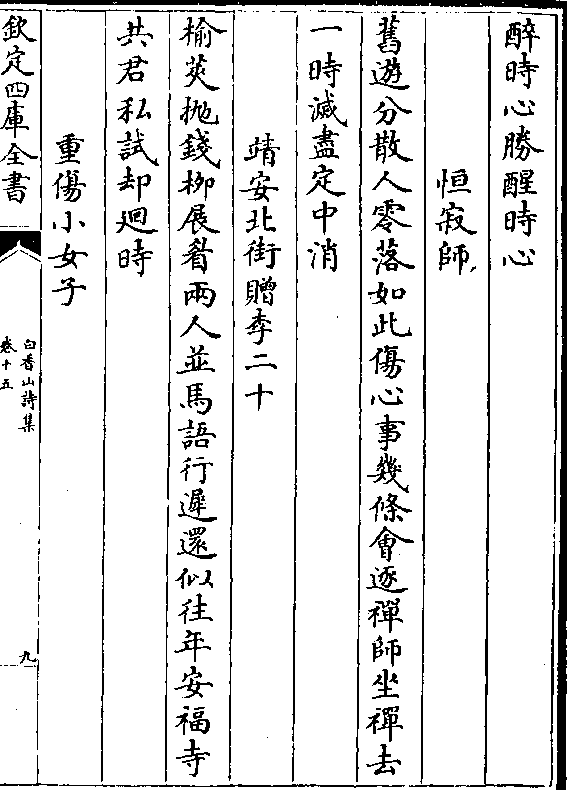 醉時心勝醒時心
恒寂師
舊遊分散人零落如此傷心事幾條會逐禪師坐禪去
一時滅盡定中消
靖安北街贈李二十
榆莢抛錢柳展眉兩人並馬語行遲還似往年安福寺
共君私試却廻時
重傷小女子
欽定四庫全書
白香山詩集
卷十五
九